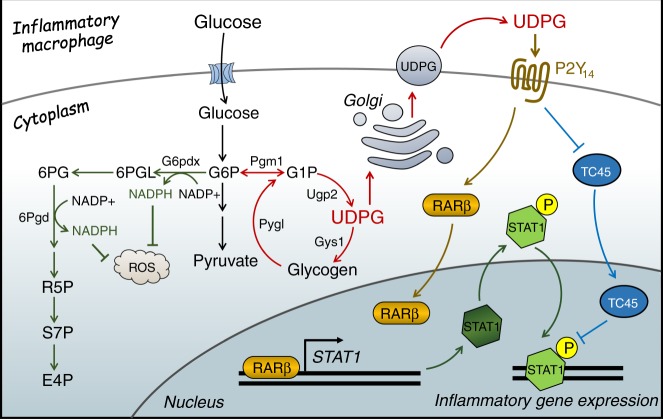 Inflammatory
macrophage
Glucose
UDPG
UDPG
P2Y14
Cytoplasm
Golgi
Glucose
6PG
6PGL
G6pdx
G6P
Pgm1
G1P
TC45
NADPH
NADP+
Ugp2
6Pgd
NADP+
NADPH
Pygl
UDPG
RARβ
P
STAT1
Gys1
ROS
Pyruvate
Glycogen
R5P
TC45
RARβ
STAT1
S7P
P
STAT1
RARβ
STAT1
E4P
Nucleus
Inflammatory gene expression